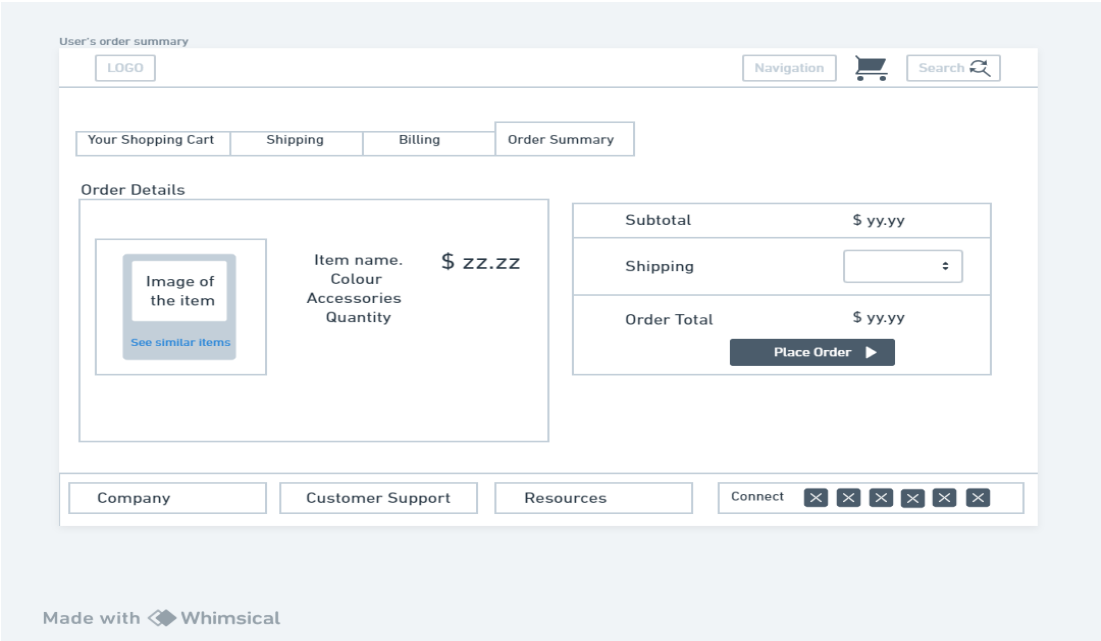 User's order summary
LOGO
Navigation
Search
Your Shopping Cart
Shipping
Billing
Order Summary
Order Details
Image of
the item
See similar items
Item name.
Colour
Accessories
Quantity
$ zz.zz
Subtotal $ yy.yy
Shipping
Order Total $ yy.yy
Place Order
Company
Customer Support
Resources
Connect
Made with Whimsical